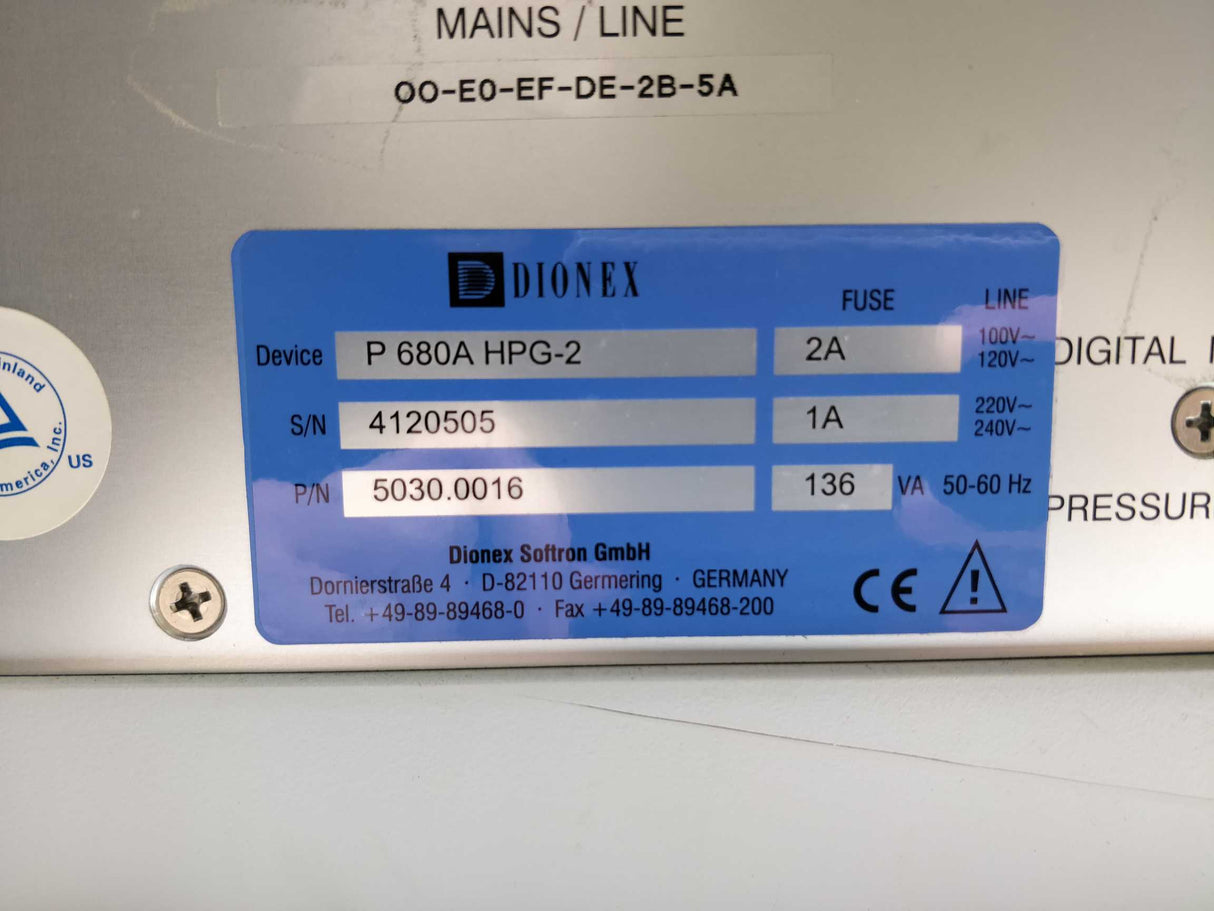 MAINS / LINE
00-E0-EF-DE-2B-5A
DIONEX
FUSE LINE
Device P 680A HPG-2 2A 100V~ 120V~
S/N 4120505 1A 220V~ 240V~
P/N 5030.0016 136 VA 50-60 Hz
Dionex Softron GmbH
Dornierstraße 4 · D-82110 Germering · GERMANY
Tel. +49-89-89468-0 · Fax +49-89-89468-200
CE
DIGITAL
US
Inc.